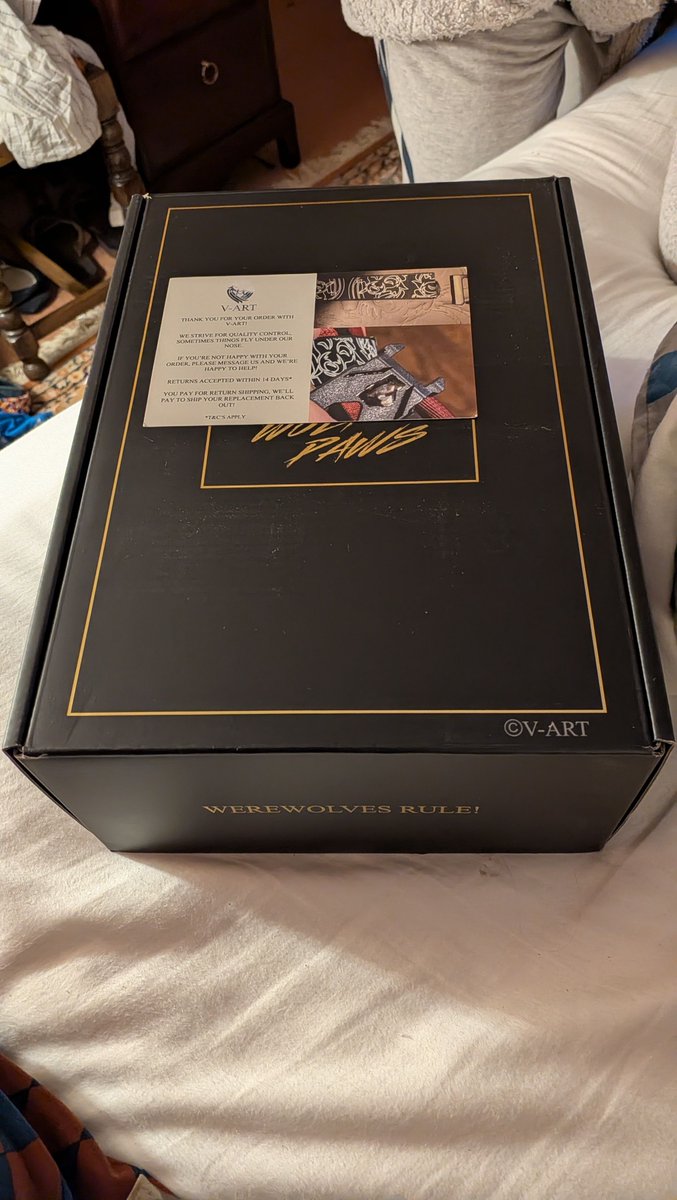 V-ART
THANK YOU FOR YOUR ORDER WITH
V-ART!
WE STRIVE FOR QUALITY CONTROL,
SOMETIMES THINGS FLY UNDER OUR
NOSE.
IF YOU'RE NOT HAPPY WITH YOUR
ORDER, PLEASE MESSAGE US AND WE'RE
HAPPY TO HELP!
RETURNS ACCEPTED WITHIN 14 DAYS*
YOU PAY FOR RETURN SHIPPING, WE'LL
PAY TO SHIP YOUR REPLACEMENT BACK
OUT!
*T&C'S APPLY
PAWS
©V-ART
WEREWOLVES RULE!